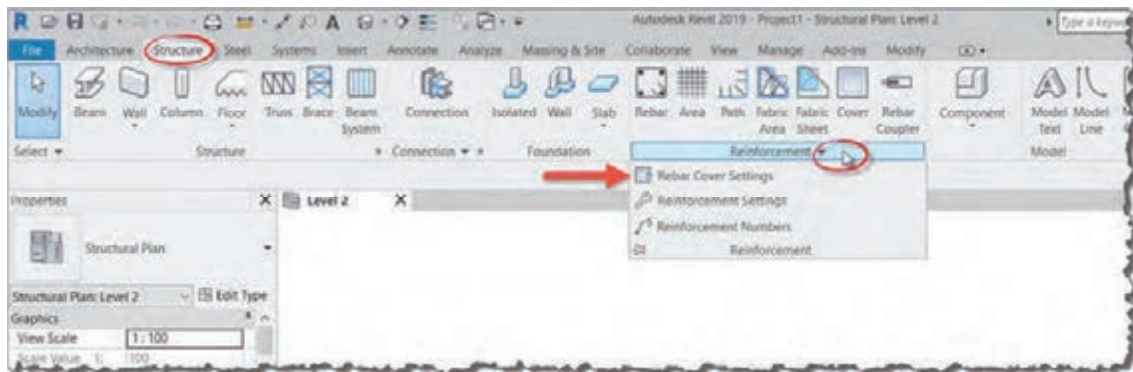 Autodesk Revit 2019 - Project1 - Structural Plan: Level 2
File Architecture Structure Steel Systems Insert Annotate Analyze Massing & Site Collaborate View Manage Add-Ins Modify
Modify Beam Wall Column Floor Truss Brace Beam System Connection Isolated Wall Slab Rebar Area Path Fabric Area Fabric Sheet Cover Rebar Coupler Component Model Text Model Line
Select Structure Connection Foundation Reinforcement Model
Rebar Cover Settings
Properties Level 2
Reinforcement Settings
Reinforcement Numbers
Structural Plan
Reinforcement
Structural Plan: Level 2 Edit Type
Graphics
View Scale 1 : 100
Scale Value 1: 100